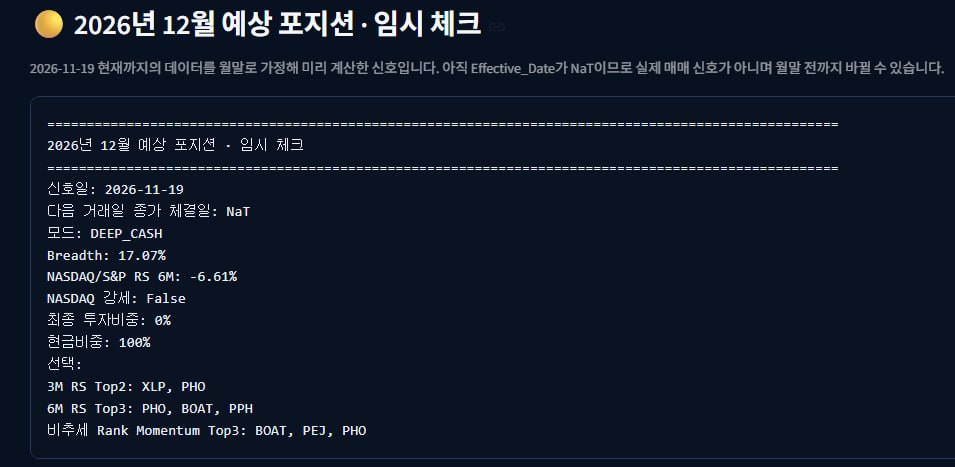 2026년 12월 예상 포지션 · 임시 체크
2026-11-19 현재까지의 데이터를 월말로 가정해 미리 계산한 신호입니다. 아직 Effective_Date가 NaT이므로 실제 매매 신호가 아니며 월말 전까지 바뀔 수 있습니다.
====================================================================================================
2026년 12월 예상 포지션 · 임시 체크
====================================================================================================
신호일: 2026-11-19
다음 거래일 종가 체결일: NaT
모드: DEEP_CASH
Breadth: 17.07%
NASDAQ/S&P RS 6M: -6.61%
NASDAQ 강세: False
최종 투자비중: 0%
현금비중: 100%
선택:
3M RS Top2: XLP, PHO
6M RS Top3: PHO, BOAT, PPH
비추세 Rank Momentum Top3: BOAT, PEJ, PHO